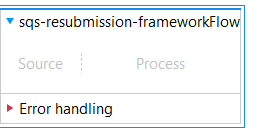 sqs-resubmission-frameworkFlow
Source Process
Error handling